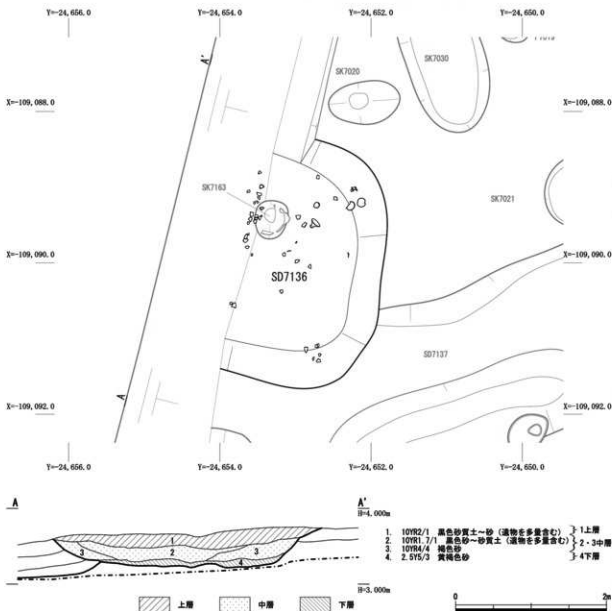 Y=-24,656.0
Y=-24,654.0
Y=-24,652.0
Y=-24,650.0
A'
SK7020
SK7030
X=-109,088.0
X=-109,088.0
SK7163
SK7021
X=-109,090.0
X=-109,090.0
SD7136
SD7137
A
X=-109,092.0
X=-109,092.0
Y=-24,656.0
Y=-24,654.0
Y=-24,652.0
Y=-24,650.0
A
A'
H=4.000m
1
2
3
3
4
1. 10YR2/1 黒色砂質土~砂(遺物を多量含む) }1上層
2. 10YR1.7/1 黒色砂~砂質土(遺物を多量含む) }2・3中層
3. 10YR4/4 褐色砂
4. 2.5Y5/3 黄褐色砂 }4下層
H=3.000m
上層
中層
下層
0
2m